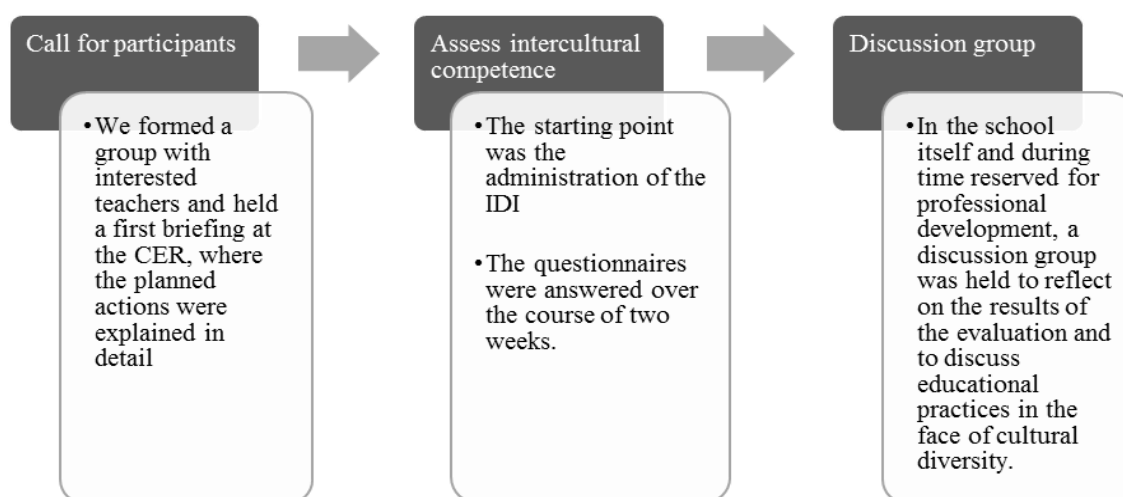 Call for participants
•We formed a
group with
interested
teachers and held
a first briefing at
the CER, where
the planned
actions were
explained in
detail
Assess intercultural
competence
•The starting point
was the
administration of the
IDI
•The questionnaires
were answered over
the course of two
weeks.
Discussion group
•In the school
itself and during
time reserved for
professional
development, a
discussion group
was held to reflect
on the results of
the evaluation and
to discuss
educational
practices in the
face of cultural
diversity.